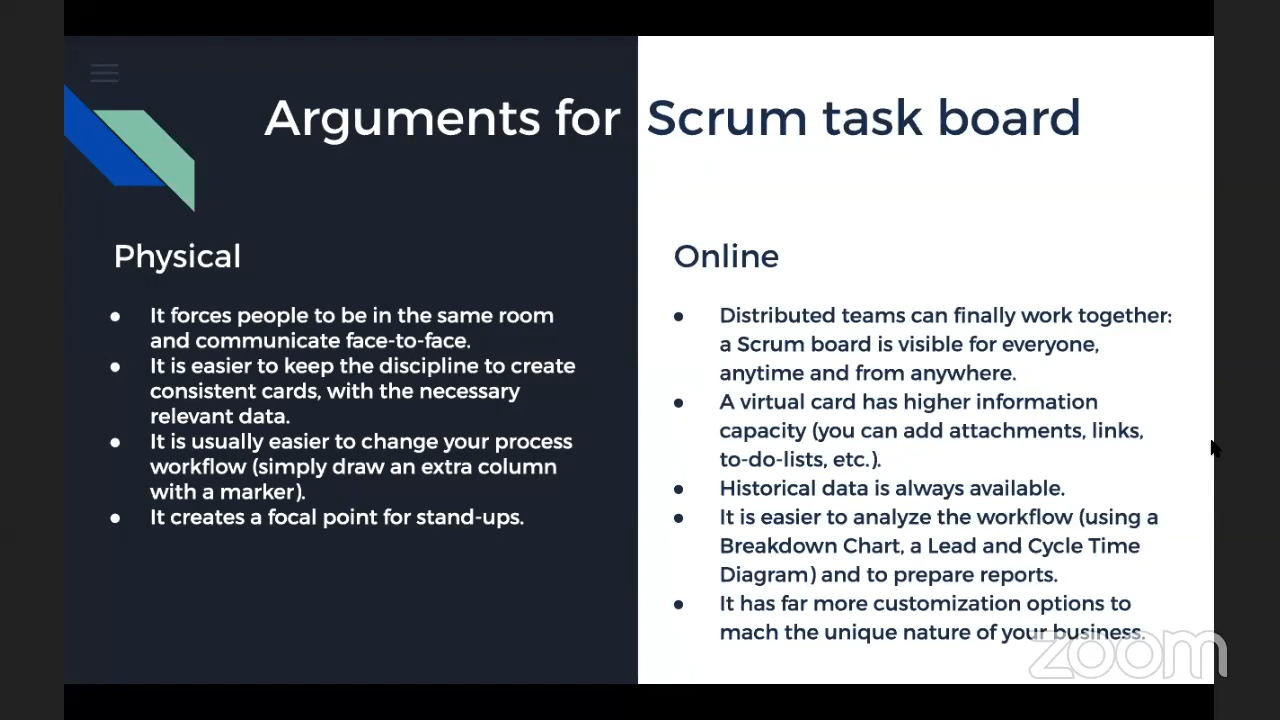 Arguments for Scrum task board
Physical
● It forces people to be in the same room
and communicate face-to-face.
● It is easier to keep the discipline to create
consistent cards, with the necessary
relevant data.
● It is usually easier to change your process
workflow (simply draw an extra column
with a marker).
● It creates a focal point for stand-ups.
Online
● Distributed teams can finally work together:
a Scrum board is visible for everyone,
anytime and from anywhere.
● A virtual card has higher information
capacity (you can add attachments, links,
to-do-lists, etc.).
● Historical data is always available.
● It is easier to analyze the workflow (using a
Breakdown Chart, a Lead and Cycle Time
Diagram) and to prepare reports.
● It has far more customization options to
mach the unique nature of your business.
zoom